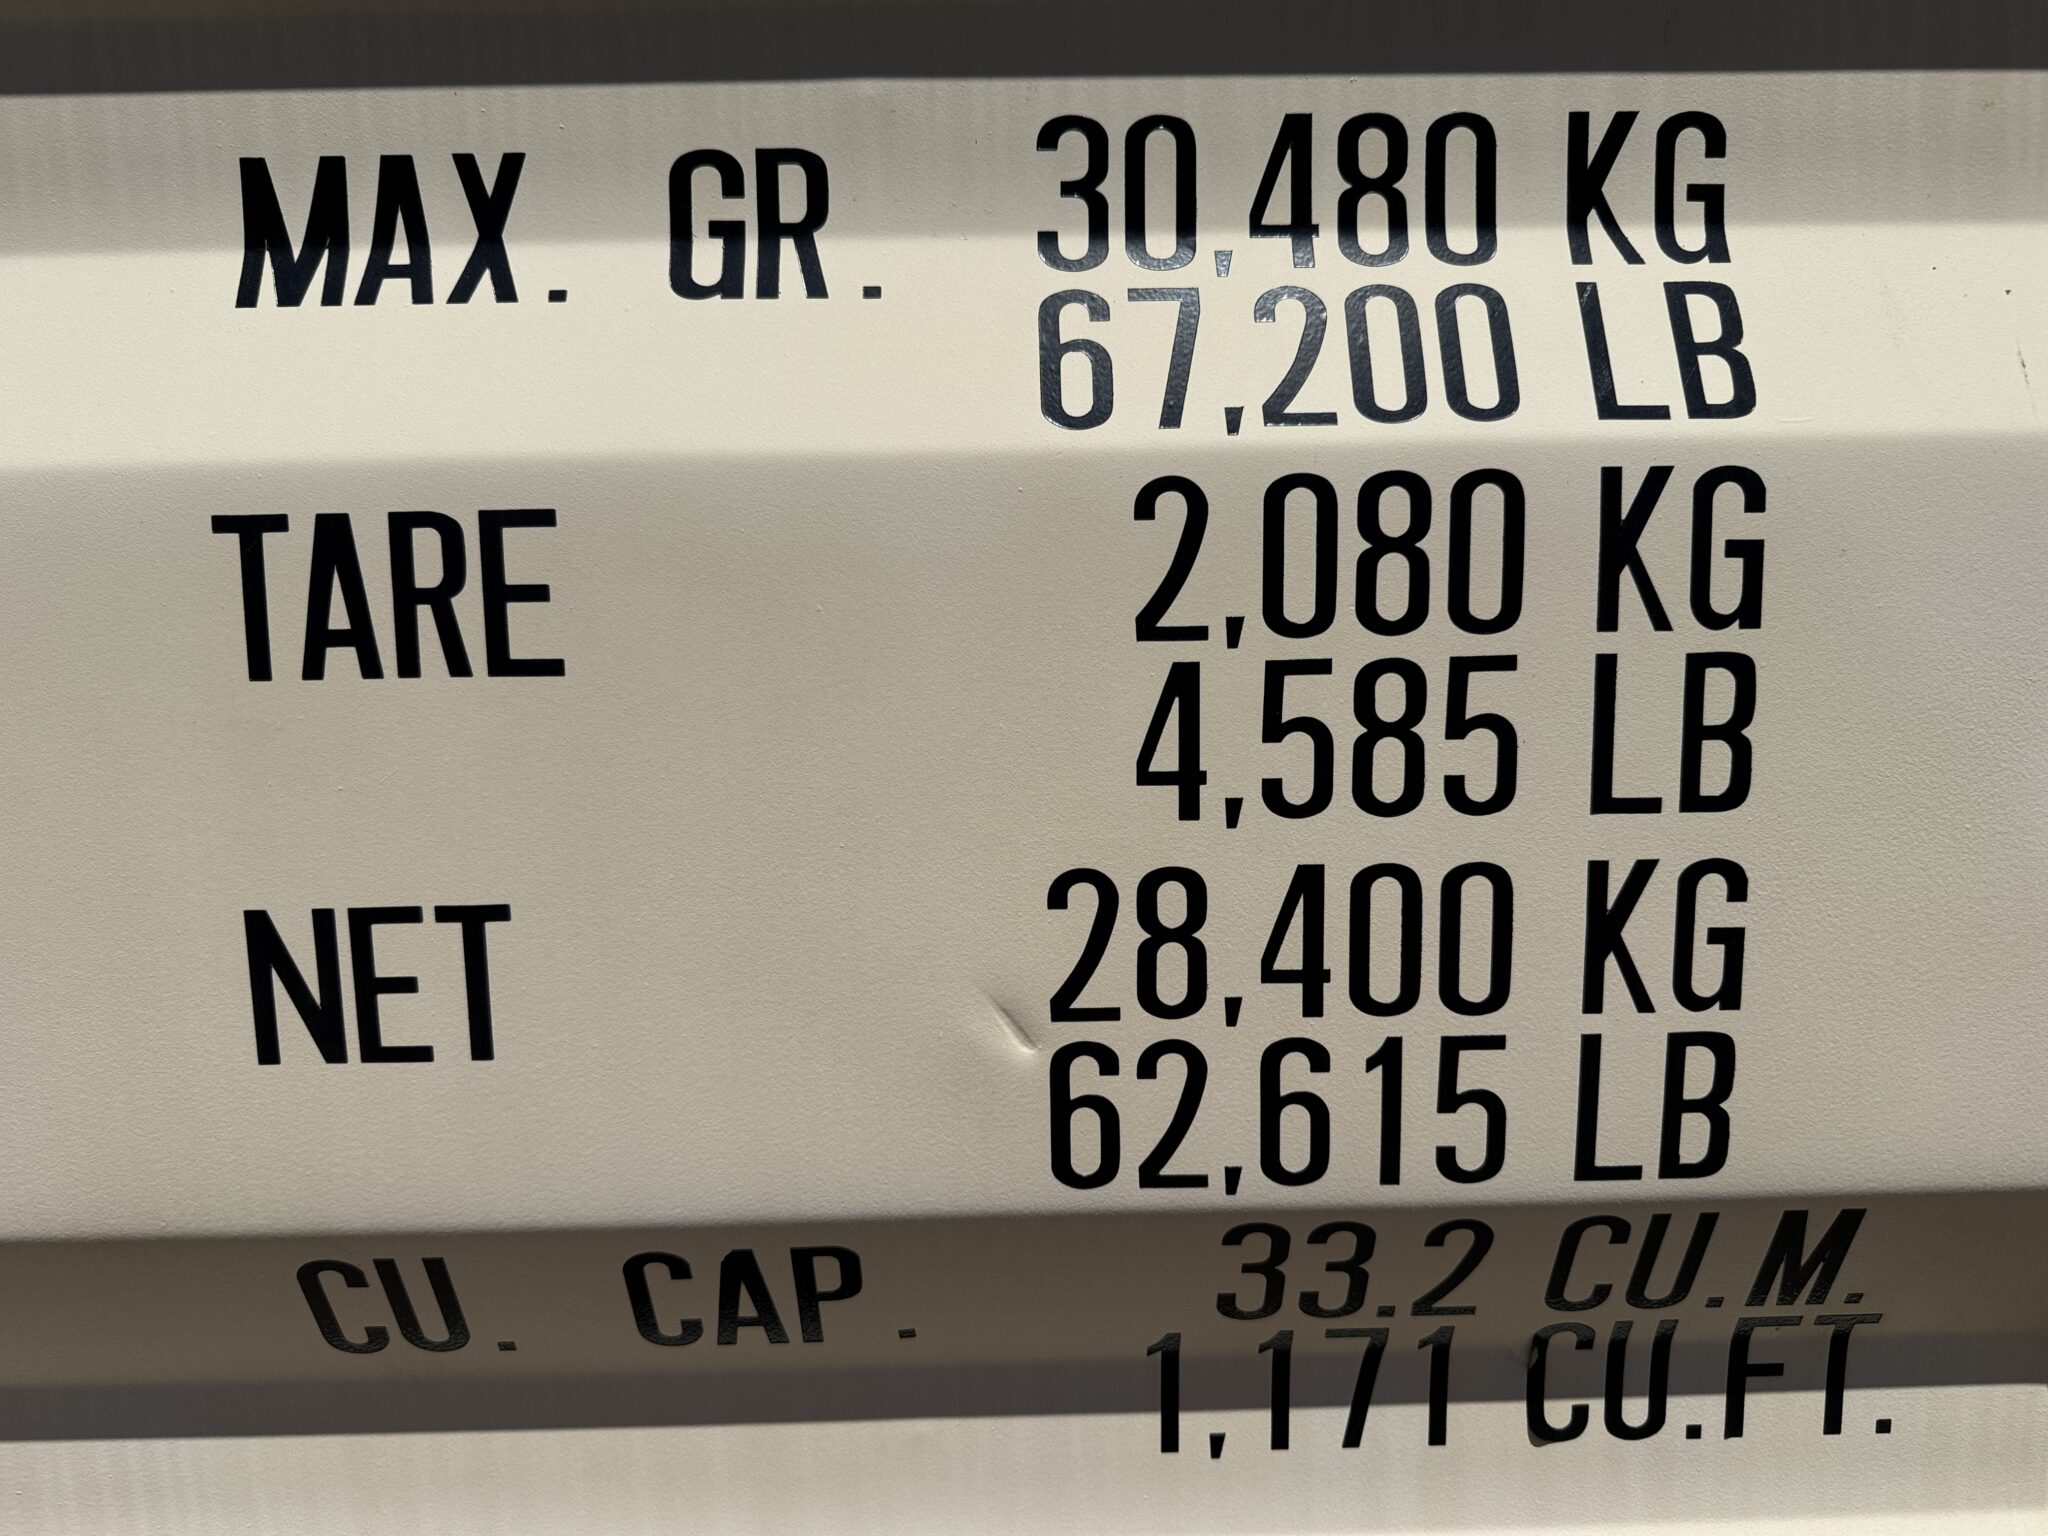 MAX. GR. 30,480 KG
67,200 LB
TARE 2,080 KG
4,585 LB
NET 28,400 KG
62,615 LB
CU. CAP. 33.2 CU.M.
1,171 CU.FT.